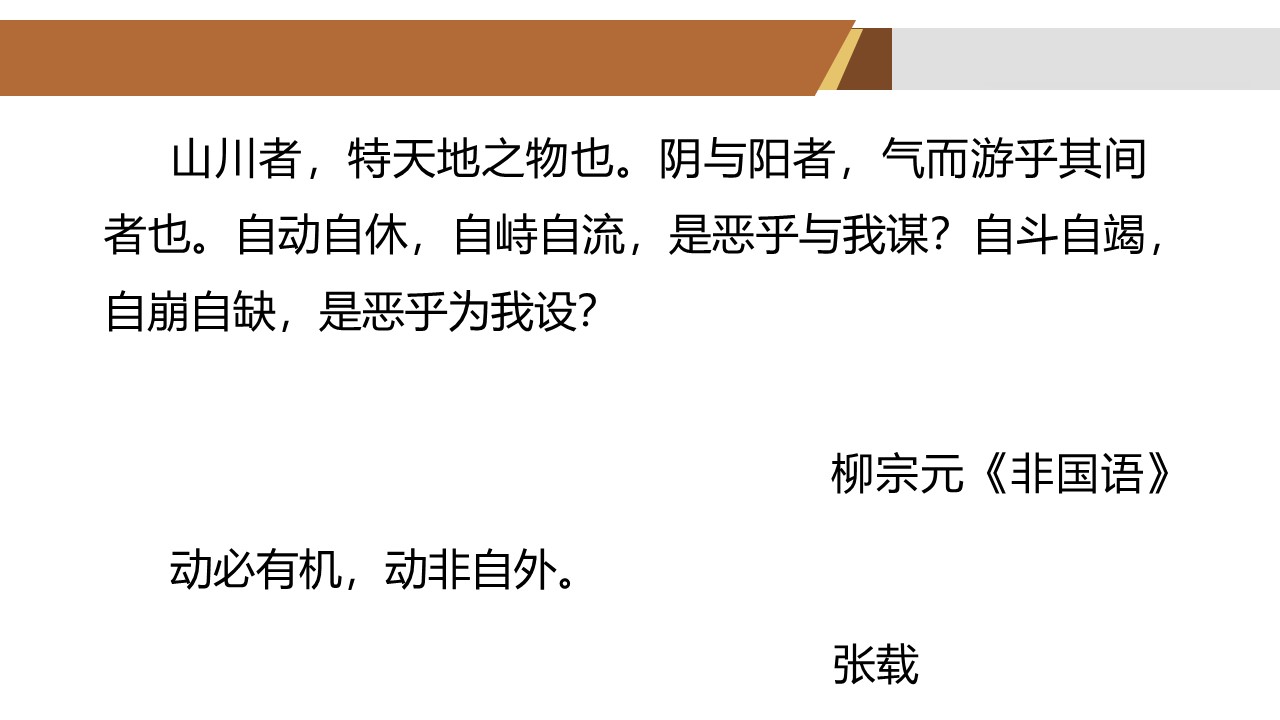 山川者，特天地之物也。阴与阳者，气而游乎其间
者也。自动自休，自峙自流，是恶乎与我谋？自斗自竭，
自崩自缺，是恶乎为我设？
柳宗元《非国语》
动必有机，动非自外。
张载